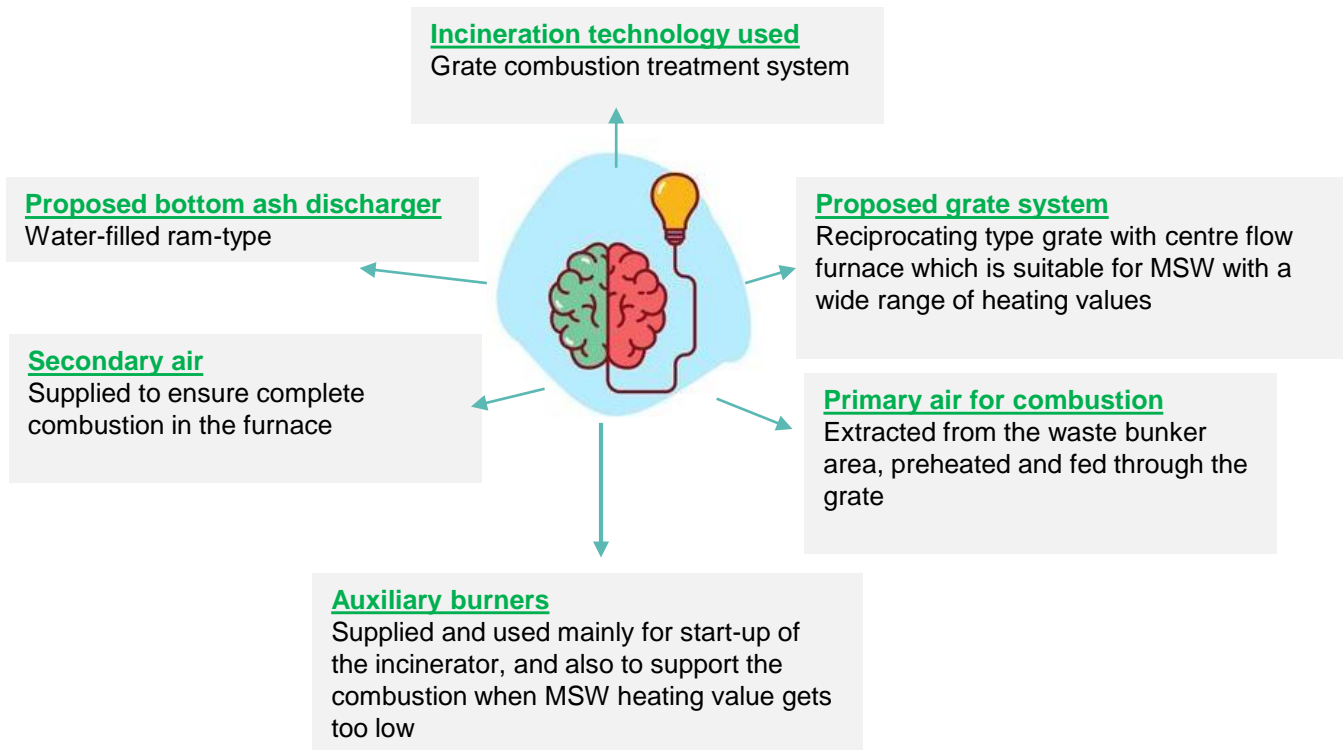 Incineration technology used
Grate combustion treatment system
Proposed bottom ash discharger
Water-filled ram-type
Proposed grate system
Reciprocating type grate with centre flow
furnace which is suitable for MSW with a
wide range of heating values
Secondary air
Supplied to ensure complete
combustion in the furnace
Primary air for combustion
Extracted from the waste bunker
area, preheated and fed through the
grate
Auxiliary burners
Supplied and used mainly for start-up of
the incinerator, and also to support the
combustion when MSW heating value gets
too low